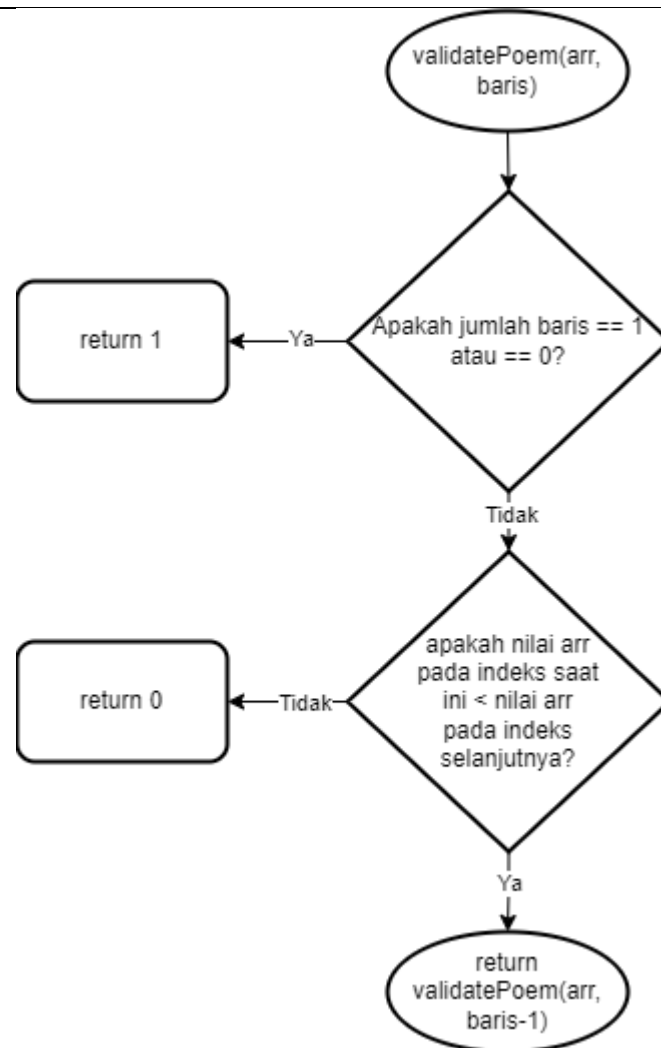 validatePoem(arr,
baris)
Apakah jumlah baris == 1
atau == 0?
Ya
return 1
Tidak
apakah nilai arr
pada indeks saat
ini < nilai arr
pada indeks
selanjutnya?
Tidak
return 0
Ya
return
validatePoem(arr,
baris-1)